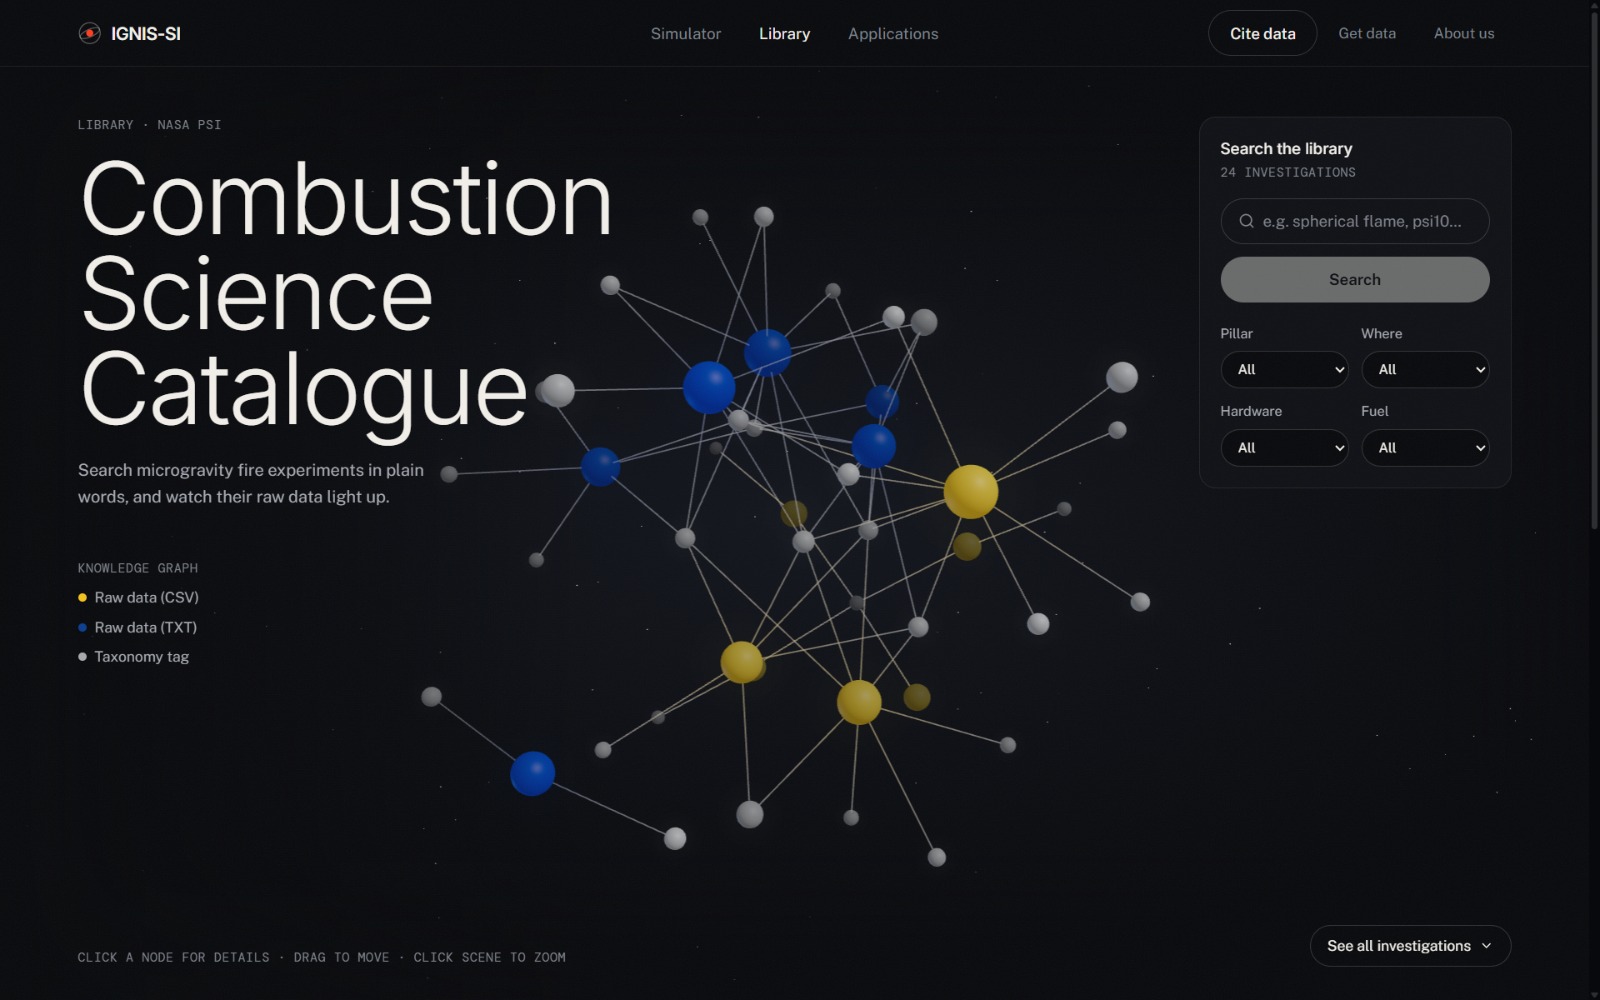 IGNIS-SI
Simulator
Library
Applications
Cite data
Get data
About us
LIBRARY · NASA PSI
Combustion
Science
Catalogue
Search microgravity fire experiments in plain
words, and watch their raw data light up.
KNOWLEDGE GRAPH
Raw data (CSV)
Raw data (TXT)
Taxonomy tag
Search the library
24 INVESTIGATIONS
e.g. spherical flame, psi10...
Search
Pillar
Where
All
All
Hardware
Fuel
All
All
CLICK A NODE FOR DETAILS · DRAG TO MOVE · CLICK SCENE TO ZOOM
See all investigations